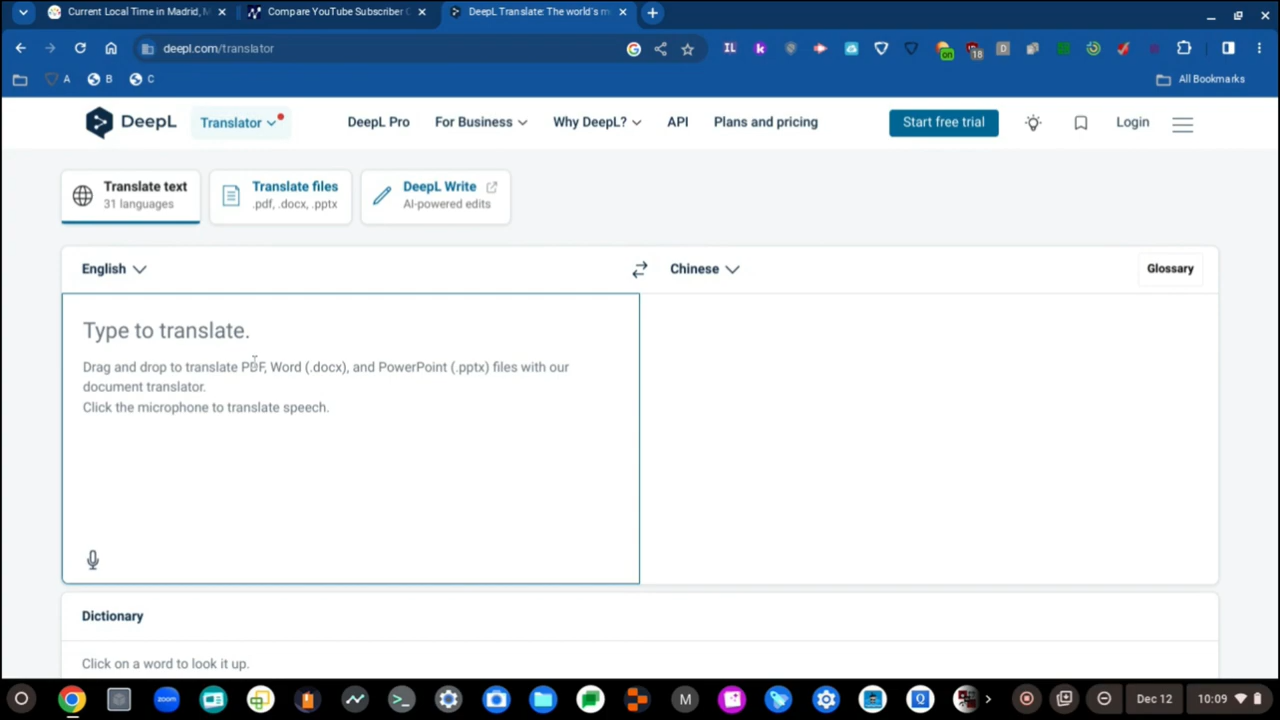 Current Local Time in Madrid, M
Compare YouTube Subscriber C
DeepL Translate: The world's m
deepl.com/translator
IL
k
on
18
D
A
B
C
All Bookmarks
DeepL
Translator
DeepL Pro
For Business
Why DeepL?
API
Plans and pricing
Start free trial
Login
Translate text
31 languages
Translate files
.pdf, .docx, .pptx
DeepL Write
AI-powered edits
English
Chinese
Glossary
Type to translate.
Drag and drop to translate PDF, Word (.docx), and PowerPoint (.pptx) files with our
document translator.
Click the microphone to translate speech.
Dictionary
Click on a word to look it up.
zoom
M
Q
Dec 12
10:09